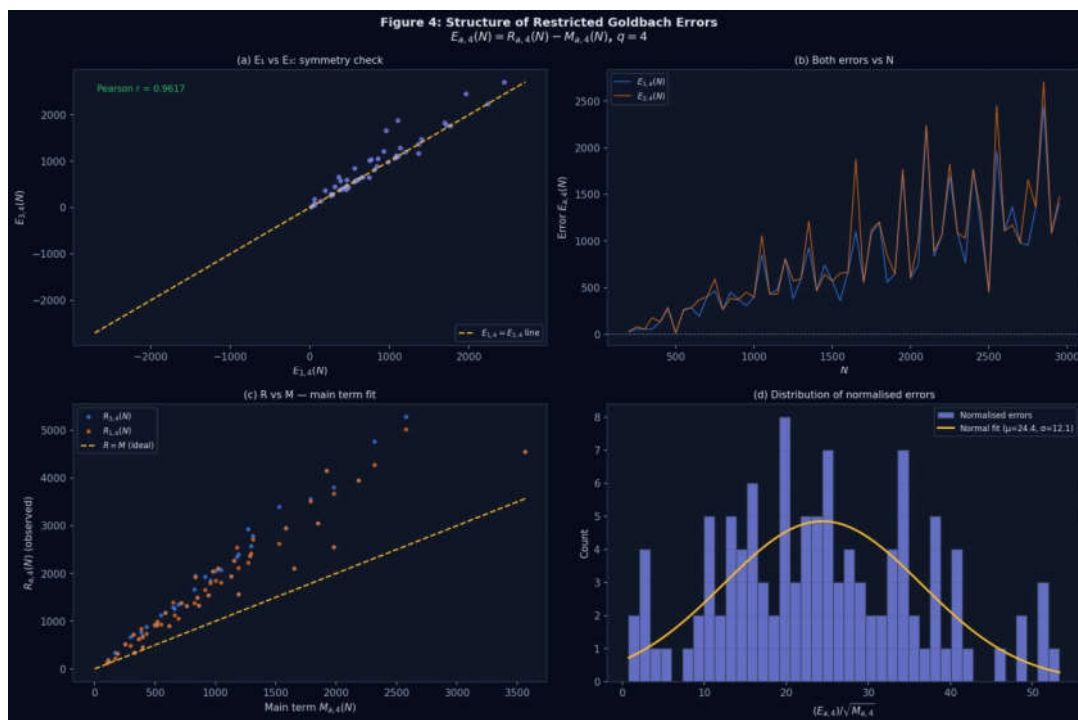 Figure 4: Structure of Restricted Goldbach Errors
E_{a,4}(N) = R_{a,4}(N) − M_{a,4}(N), q = 4
(a) E₁ vs E₃: symmetry check
Pearson r = 0.9617
2000
1000
0
−1000
−2000
E_{3,4}(N)
E_{1,4} = E_{3,4} line
−2000
−1000
0
1000
2000
E_{1,4}(N)
(b) Both errors vs N
E_{1,4}(N)
E_{3,4}(N)
2500
2000
1500
1000
500
0
Error E_{a,4}(N)
500
1000
1500
2000
2500
3000
N
(c) R vs M — main term fit
R_{3,4}(N)
R_{1,4}(N)
R = M (ideal)
5000
4000
3000
2000
1000
0
R_{a,4}(N) (observed)
0
500
1000
1500
2000
2500
3000
3500
Main term M_{a,4}(N)
(d) Distribution of normalised errors
Normalised errors
Normal fit (μ=24.4, σ=12.1)
8
7
6
5
4
3
2
1
0
Count
0
10
20
30
40
50
(E_{a,4})/√M_{a,4}